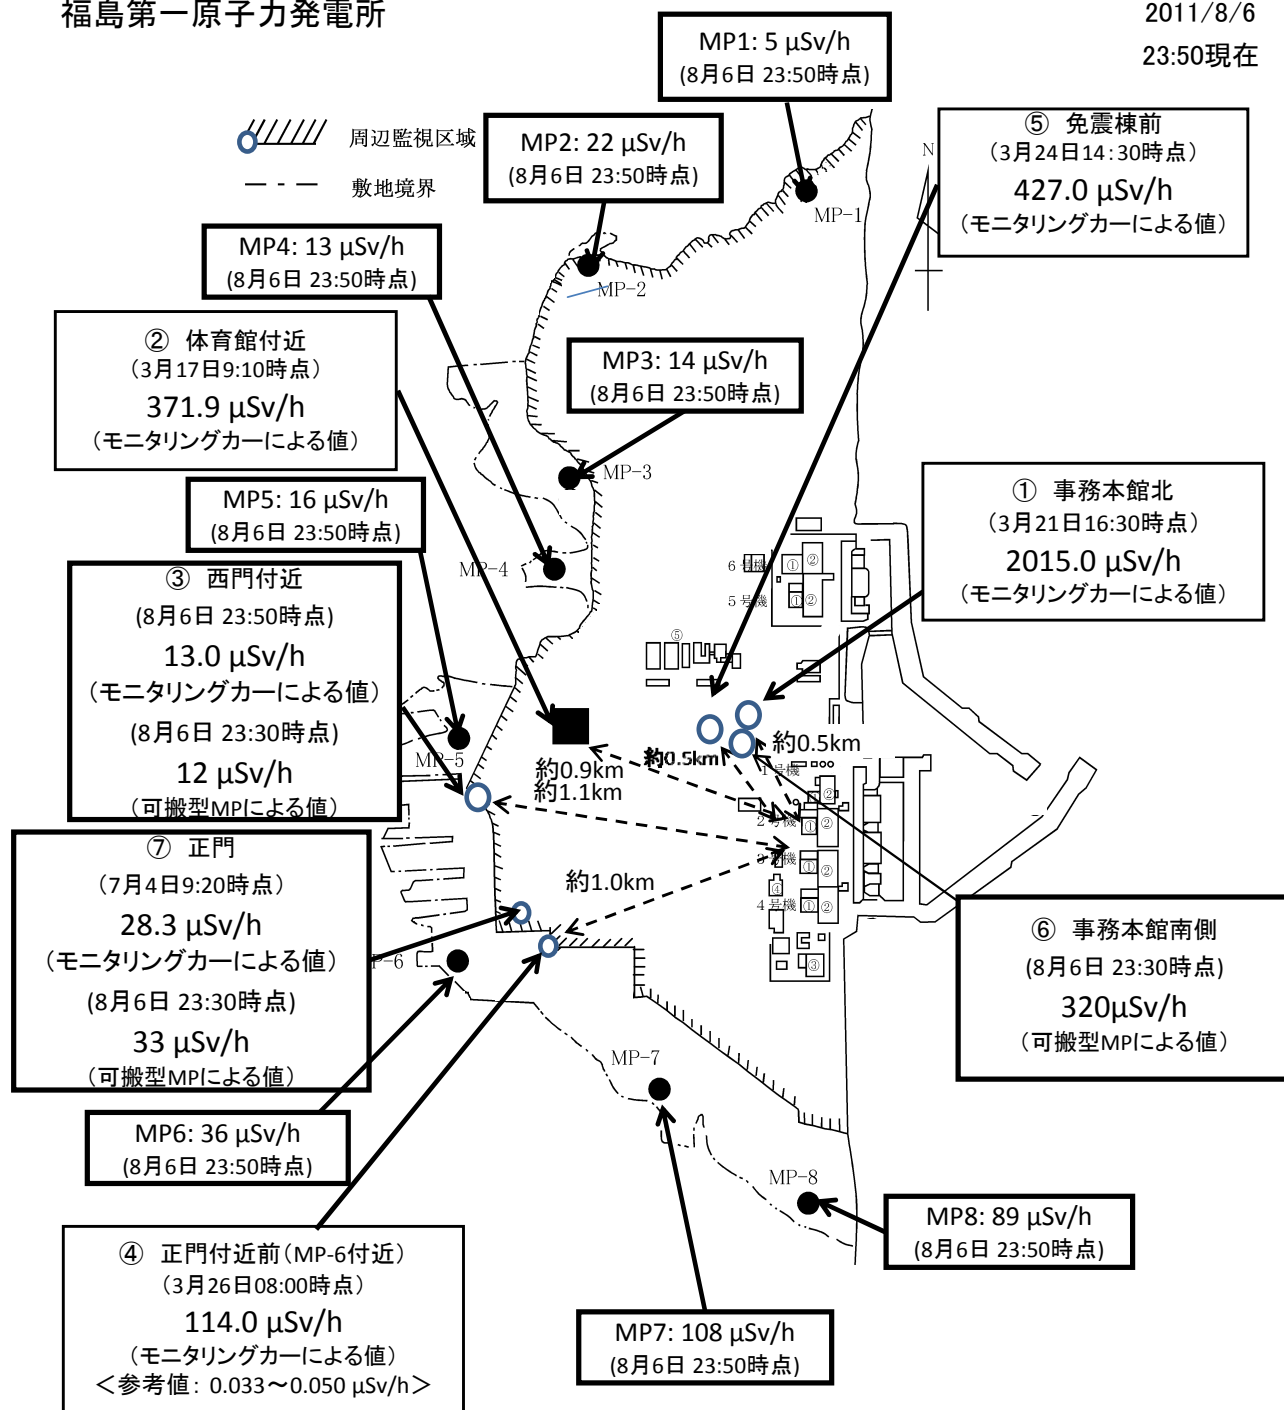 福島第一原子力発電所
2011/8/6
23:50現在
MP1: 5 μSv/h
(8月6日 23:50時点)
周辺監視区域
敷地境界
MP2: 22 μSv/h
(8月6日 23:50時点)
⑤ 免震棟前
(3月24日14:30時点)
427.0 μSv/h
(モニタリングカーによる値)
N
MP-1
MP-2
MP4: 13 μSv/h
(8月6日 23:50時点)
② 体育館付近
(3月17日9:10時点)
371.9 μSv/h
(モニタリングカーによる値)
MP3: 14 μSv/h
(8月6日 23:50時点)
MP-3
MP5: 16 μSv/h
(8月6日 23:50時点)
① 事務本館北
(3月21日16:30時点)
2015.0 μSv/h
(モニタリングカーによる値)
MP-4
③ 西門付近
(8月6日 23:50時点)
13.0 μSv/h
(モニタリングカーによる値)
(8月6日 23:30時点)
12 μSv/h
(可搬型MPによる値)
6号機
①
②
5号機
①
②
⑤
MP-5
約0.9km
約1.1km
約0.5km
約0.5km
1号機
①
②
2号機
①
②
3号機
①
②
④
4号機
①
②
③
約1.0km
⑦ 正門
(7月4日9:20時点)
28.3 μSv/h
(モニタリングカーによる値)
(8月6日 23:30時点)
33 μSv/h
(可搬型MPによる値)
P-6
⑥ 事務本館南側
(8月6日 23:30時点)
320μSv/h
(可搬型MPによる値)
MP-7
MP6: 36 μSv/h
(8月6日 23:50時点)
MP-8
MP8: 89 μSv/h
(8月6日 23:50時点)
④ 正門付近前(MP-6付近)
(3月26日08:00時点)
114.0 μSv/h
(モニタリングカーによる値)
<参考値: 0.033～0.050 μSv/h>
MP7: 108 μSv/h
(8月6日 23:50時点)